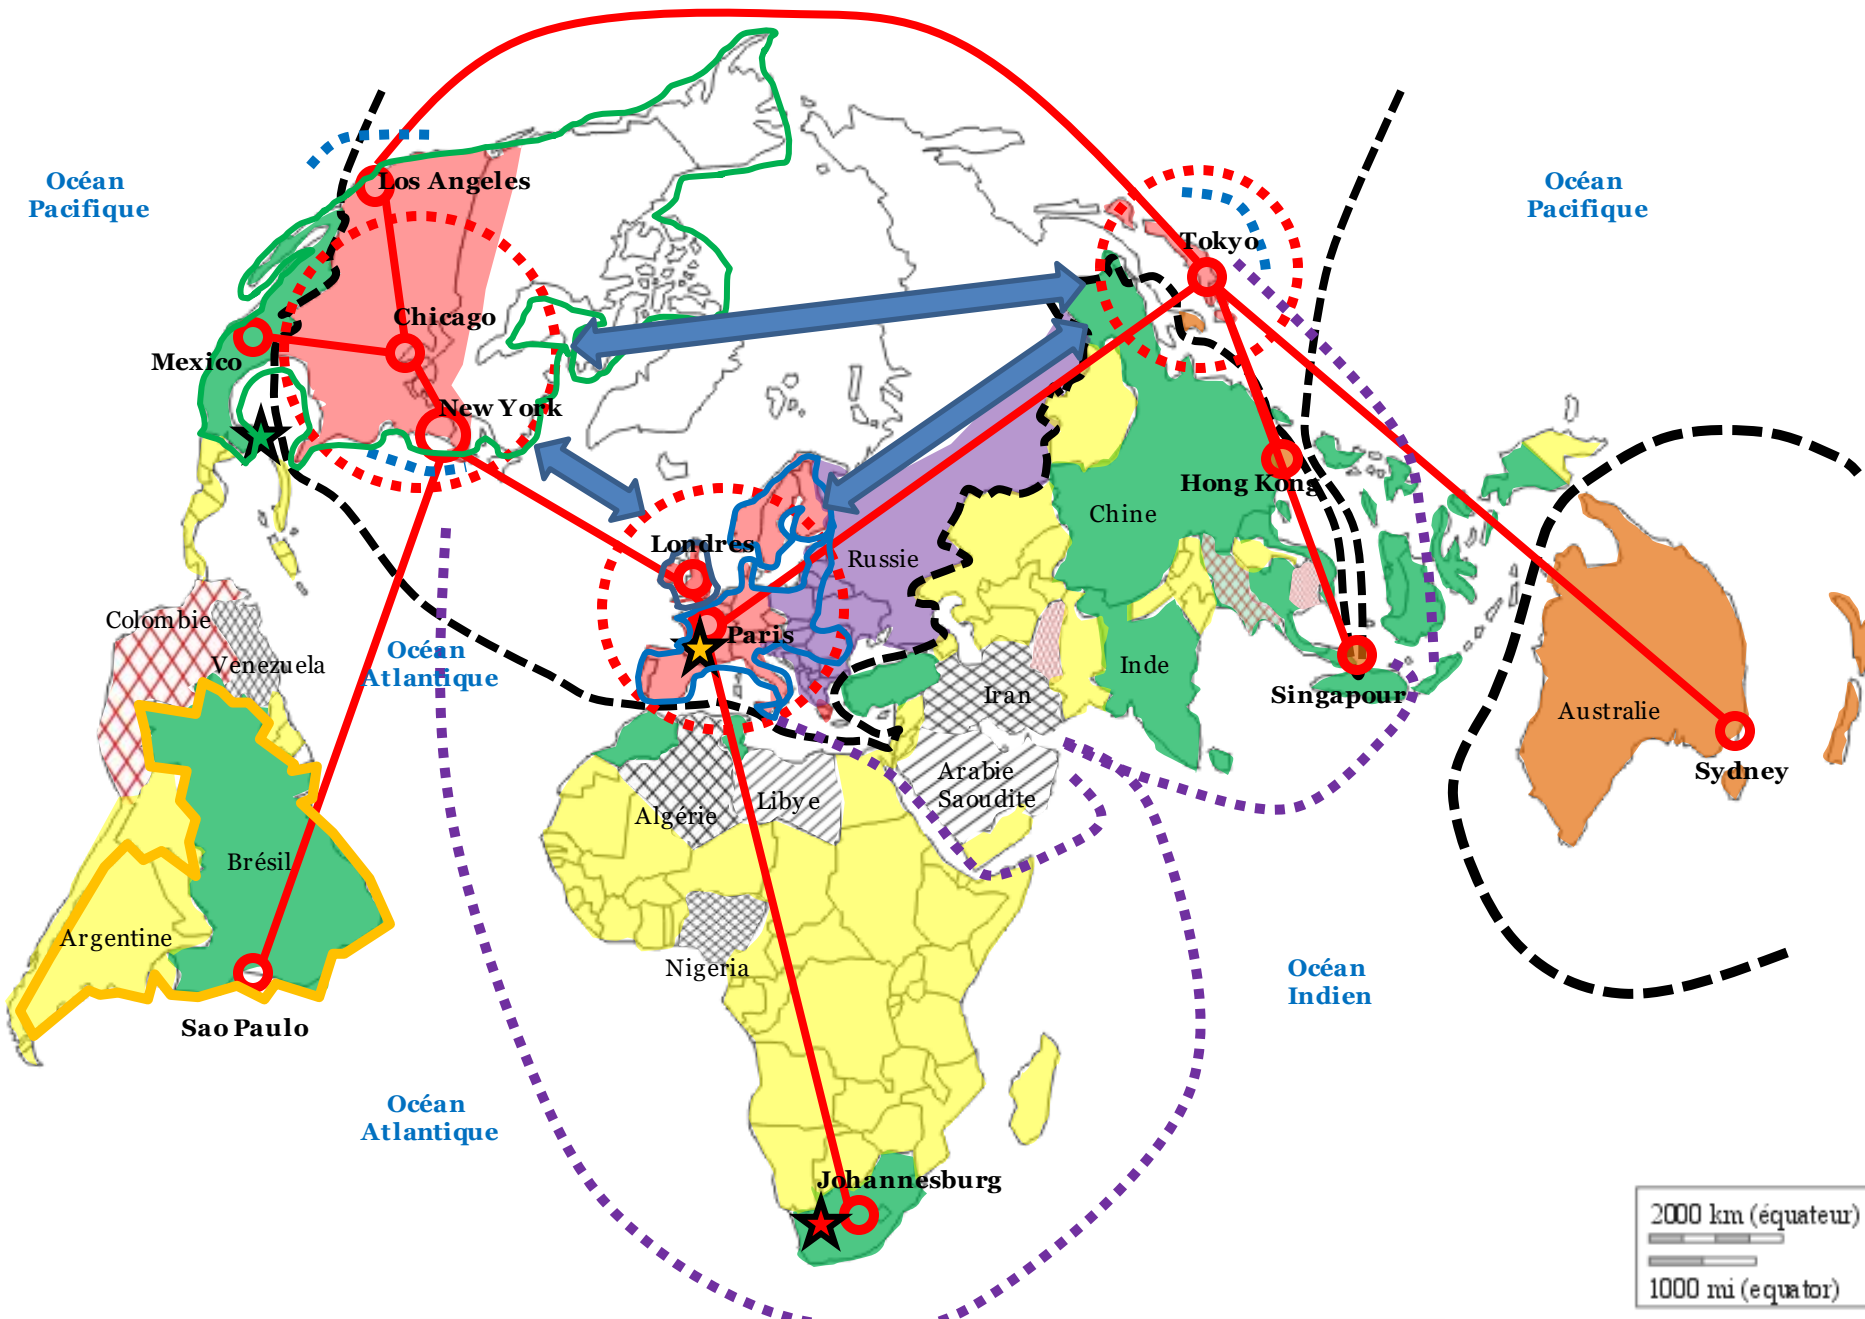 Océan
Pacifique
Los Angeles
Océan
Pacifique
Tokyo
Chicago
Mexico
New York
Hong Kong
Chine
Londres
Russie
Colombie
Venezuela
Océan
Atlantique
Paris
Inde
Iran
Singapour
Australie
Arabie
Saoudite
Sydney
Algérie
Libye
Brésil
Argentine
Nigeria
Océan
Indien
Sao Paulo
Océan
Atlantique
Johannesburg
2000 km (équateur)
1000 mi (equator)